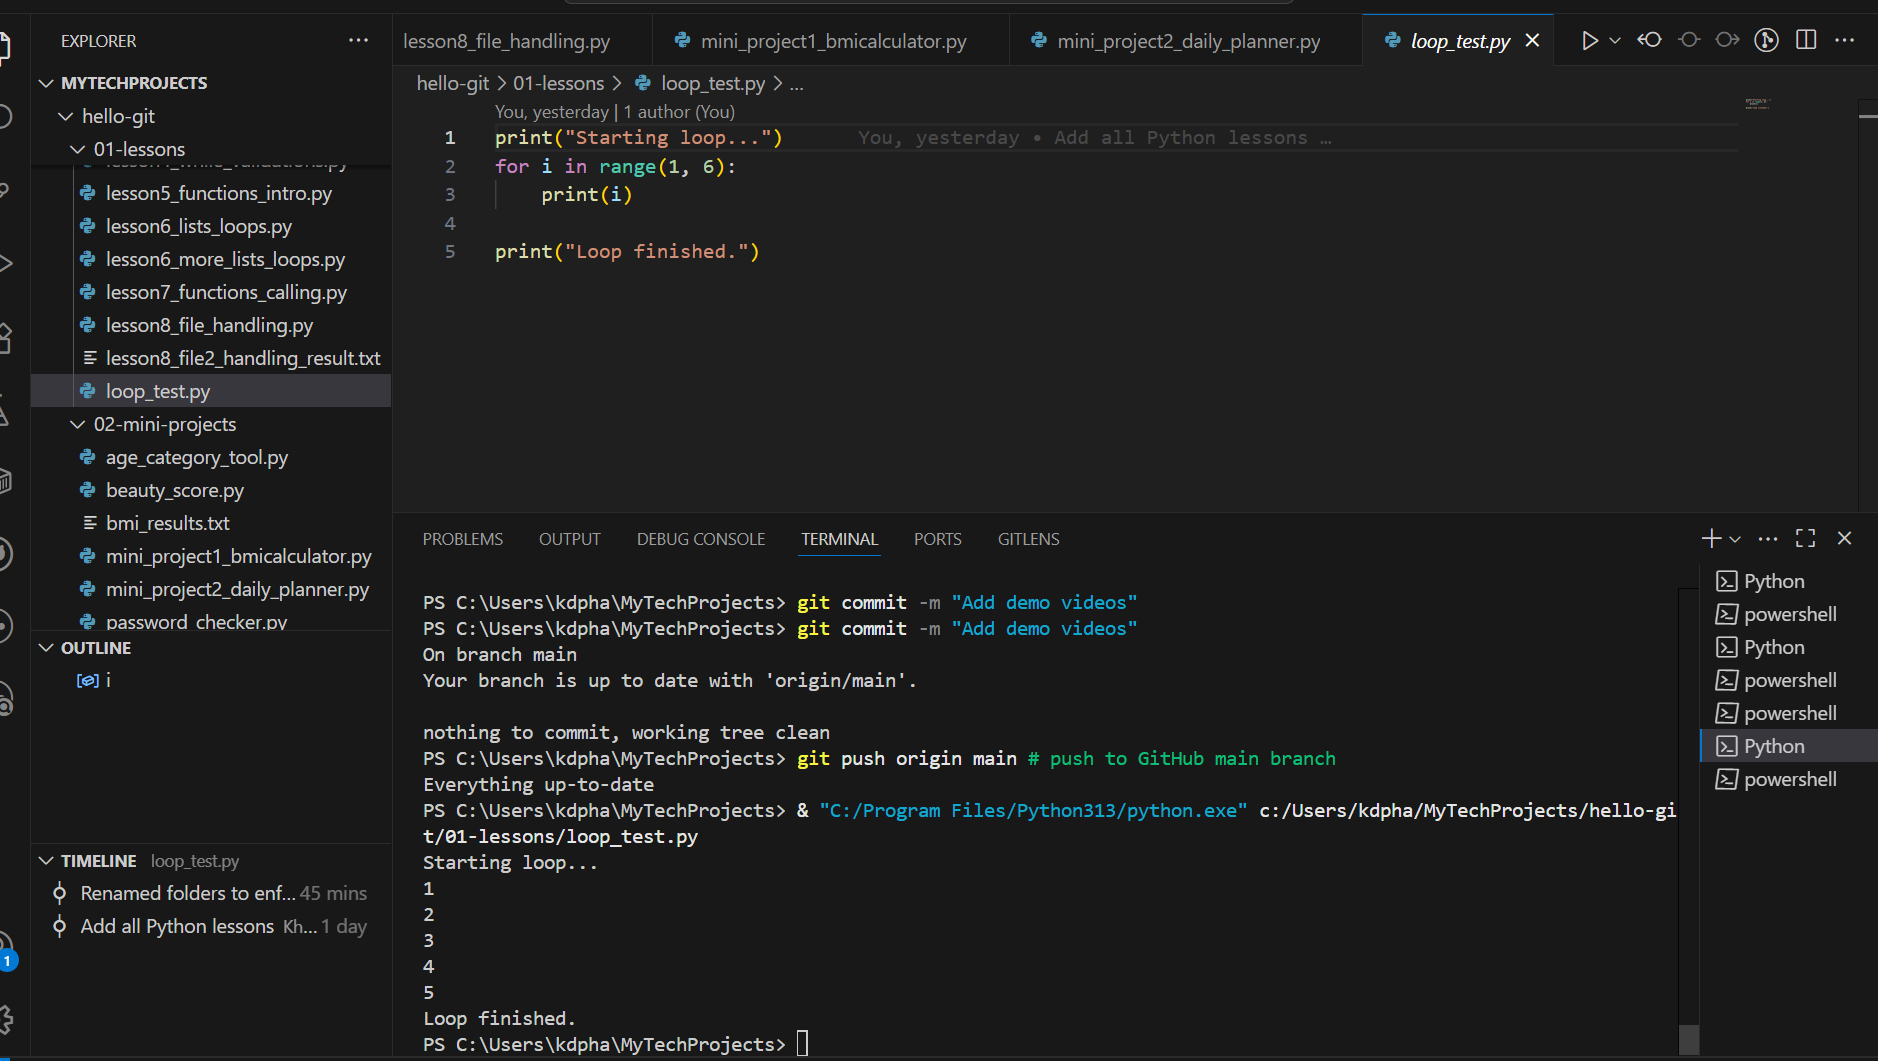 EXPLORER
MYTECHPROJECTS
hello-git
01-lessons
lesson5_functions_intro.py
lesson6_lists_loops.py
lesson6_more_lists_loops.py
lesson7_functions_calling.py
lesson8_file_handling.py
lesson8_file2_handling_result.txt
loop_test.py
02-mini-projects
age_category_tool.py
beauty_score.py
bmi_results.txt
mini_project1_bmicalculator.py
mini_project2_daily_planner.py
password_checker.py
OUTLINE
i
TIMELINE loop_test.py
Renamed folders to enf... 45 mins
Add all Python lessons Kh... 1 day
1
lesson8_file_handling.py
mini_project1_bmicalculator.py
mini_project2_daily_planner.py
loop_test.py
hello-git > 01-lessons > loop_test.py > ...
You, yesterday | 1 author (You)
1 print("Starting loop...") You, yesterday • Add all Python lessons …
2 for i in range(1, 6):
3 print(i)
4
5 print("Loop finished.")
PROBLEMS OUTPUT DEBUG CONSOLE TERMINAL PORTS GITLENS
PS C:\Users\kdpha\MyTechProjects> git commit -m "Add demo videos"
PS C:\Users\kdpha\MyTechProjects> git commit -m "Add demo videos"
On branch main
Your branch is up to date with 'origin/main'.
nothing to commit, working tree clean
PS C:\Users\kdpha\MyTechProjects> git push origin main # push to GitHub main branch
Everything up-to-date
PS C:\Users\kdpha\MyTechProjects> & "C:/Program Files/Python313/python.exe" c:/Users/kdpha/MyTechProjects/hello-gi
t/01-lessons/loop_test.py
Starting loop...
1
2
3
4
5
Loop finished.
PS C:\Users\kdpha\MyTechProjects>
Python
powershell
Python
powershell
powershell
Python
powershell